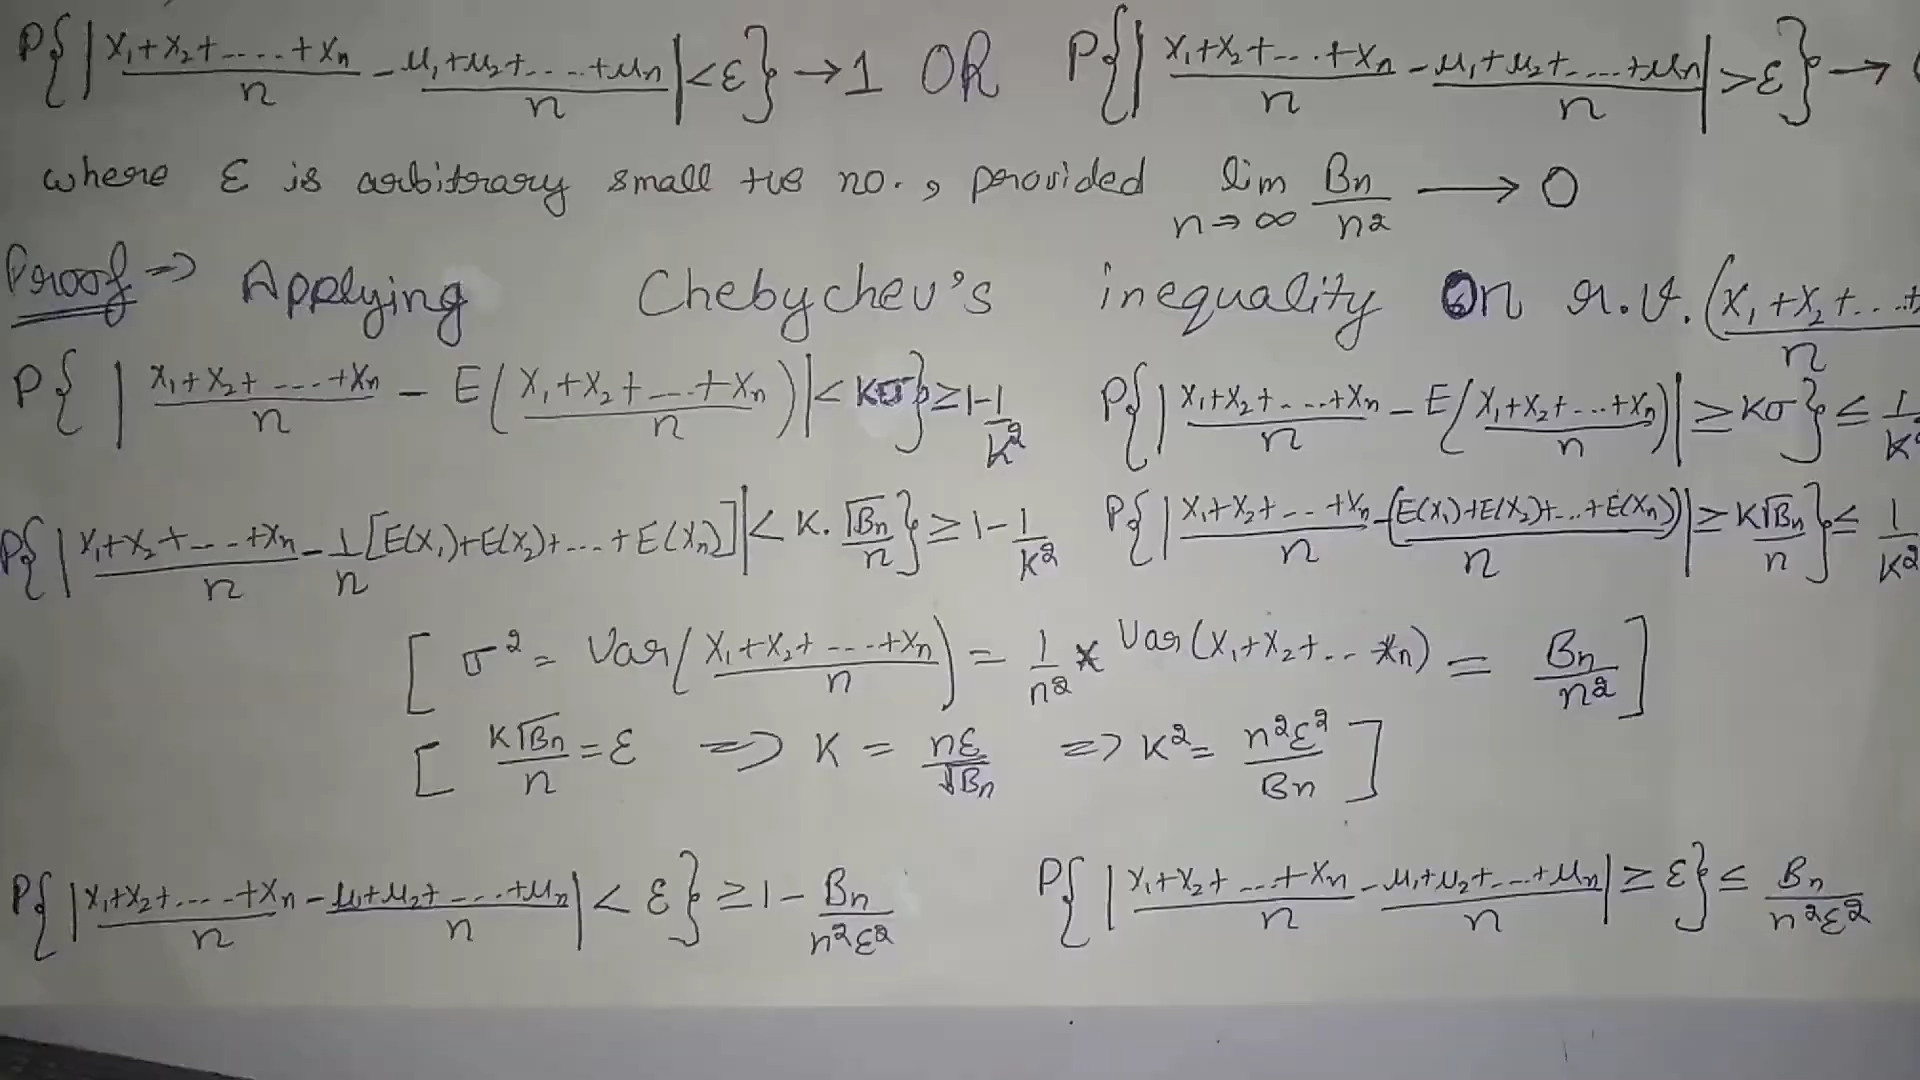 P{|X₁+X₂+.....+Xn/n - μ₁+μ₂+.....+μn/n|<ε}→1 OR P{|X₁+X₂+....+Xn/n - μ₁+μ₂+.....+μn/n|>ε}→
where ε is arbitrary small +ve no., provided lim n→∞ Bn/n² → 0
Proof ⇒ Applying Chebychev's inequality on r.v. (X₁+X₂+...+/n
P{|X₁+X₂+.....+Xn/n - E(X₁+X₂+.....+Xn/n)|<Kσ}≥1-1/K² P{|X₁+X₂+.....+Xn/n - E(X₁+X₂+...+Xn/n)|≥Kσ}≤1/K²
P{|X₁+X₂+....+Xn/n - 1/n[E(X₁)+E(X₂)+....+E(Xn)]|<K.√Bn/n}≥1-1/K² P{|X₁+X₂+....+Xn/n - (E(X₁)+E(X₂)+...+E(Xn))/n|≥K√Bn/n}≤1/K²
[σ² = Var(X₁+X₂+.....+Xn/n) = 1/n² * Var(X₁+X₂+...Xn) = Bn/n²]
[K√Bn/n = ε ⇒ K = nε/√Bn ⇒ K² = n²ε²/Bn]
P{|X₁+X₂+.....+Xn/n - μ₁+μ₂+.....+μn/n|<ε}≥1-Bn/n²ε² P{|X₁+X₂+....+Xn/n - μ₁+μ₂+....+μn/n|≥ε}≤Bn/n²ε²